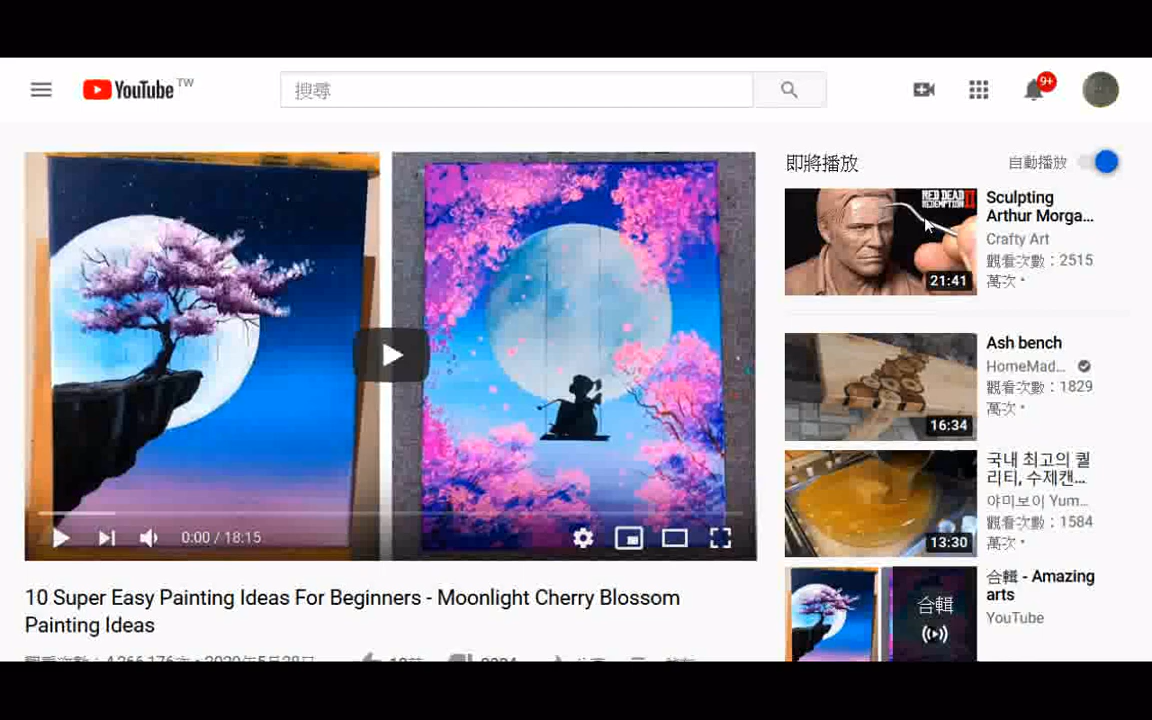 YouTube TW
搜尋
9+
即將播放
自動播放
RED DEAD
REDEMPTION II
21:41
Sculpting
Arthur Morga...
Crafty Art
觀看次數：2515
萬次・
16:34
Ash bench
HomeMad...
觀看次數：1829
萬次・
13:30
국내 최고의 퀄
리티, 수제캔...
야미보이 Yum...
觀看次數：1584
萬次・
合輯
合輯 - Amazing
arts
YouTube
0:00 / 18:15
10 Super Easy Painting Ideas For Beginners - Moonlight Cherry Blossom
Painting Ideas